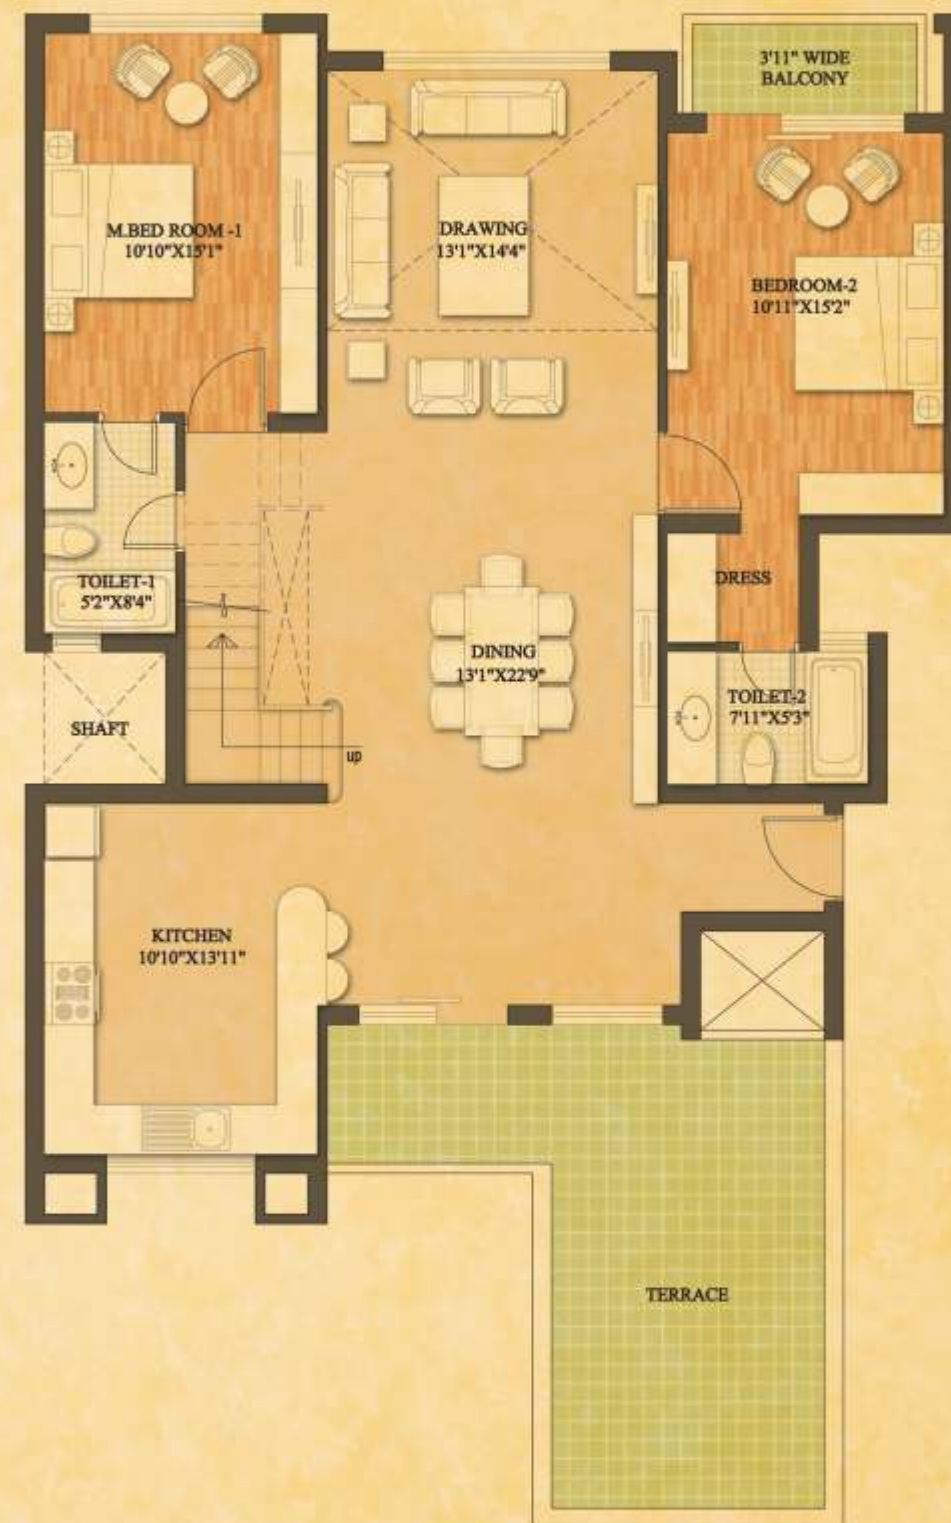 3'11" WIDE
BALCONY
M.BED ROOM -1
10'10"X15'1"
DRAWING
13'1"X14'4"
BEDROOM-2
10'11"X15'2"
TOILET-1
5'2"X8'4"
DRESS
DINING
13'1"X22'9"
TOILET-2
7'11"X5'3"
SHAFT
up
KITCHEN
10'10"X13'11"
TERRACE